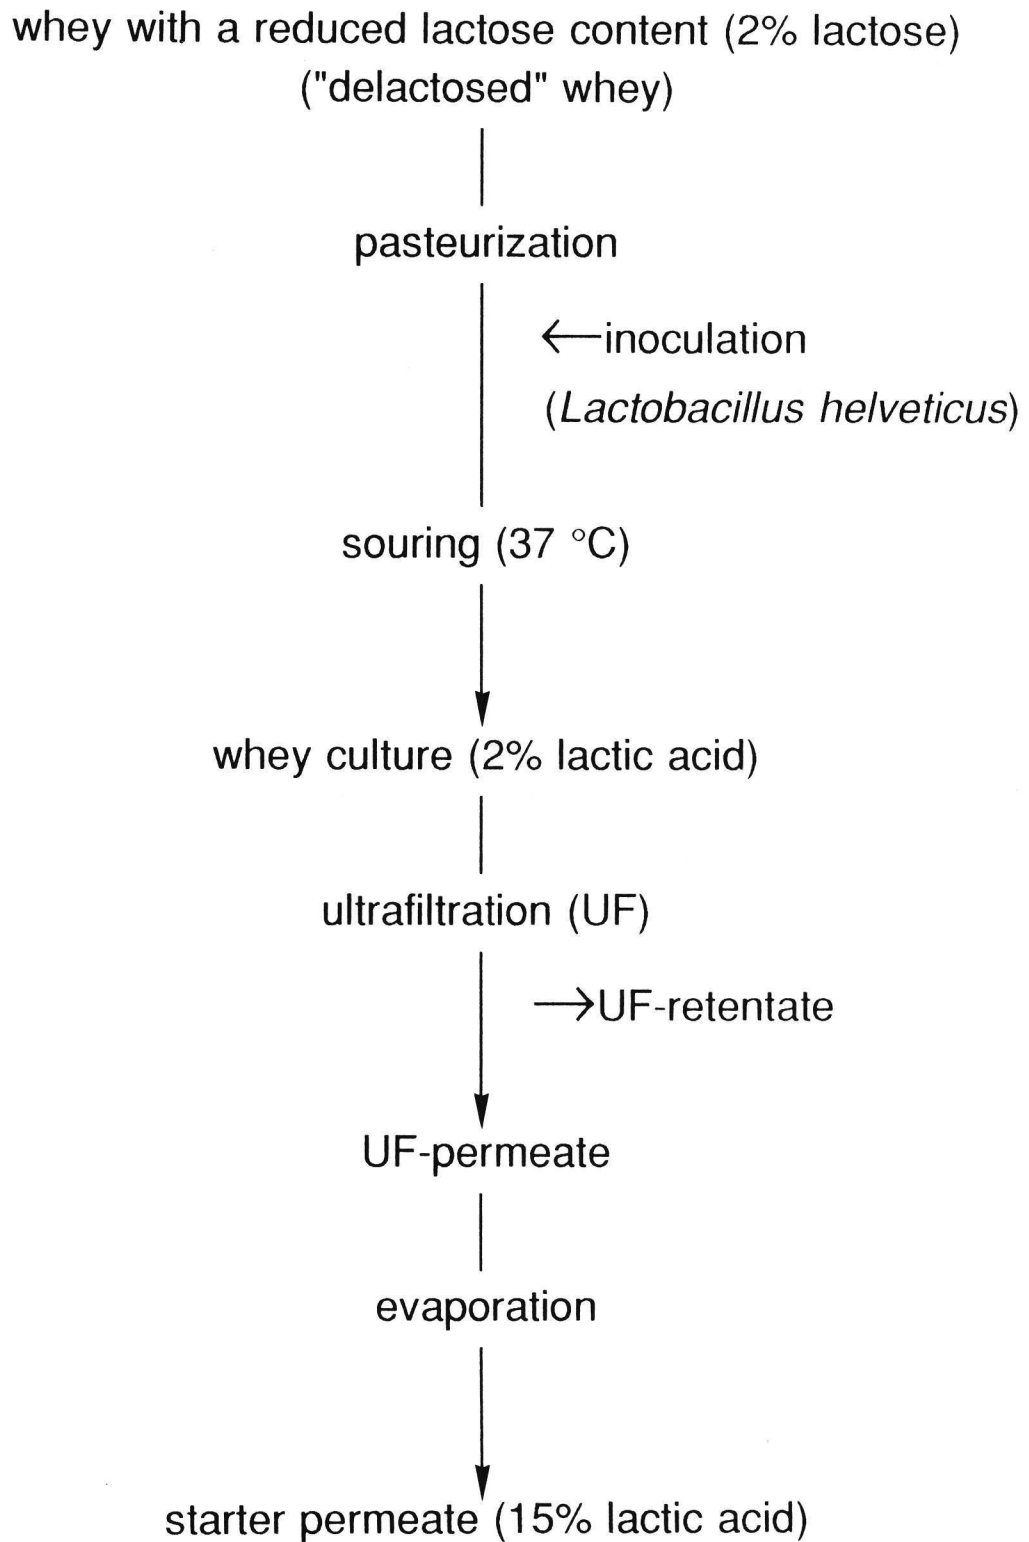 whey with a reduced lactose content (2% lactose)
("delactosed" whey)
pasteurization
←inoculation
(Lactobacillus helveticus)
souring (37 °C)
whey culture (2% lactic acid)
ultrafiltration (UF)
→UF-retentate
UF-permeate
evaporation
starter permeate (15% lactic acid)